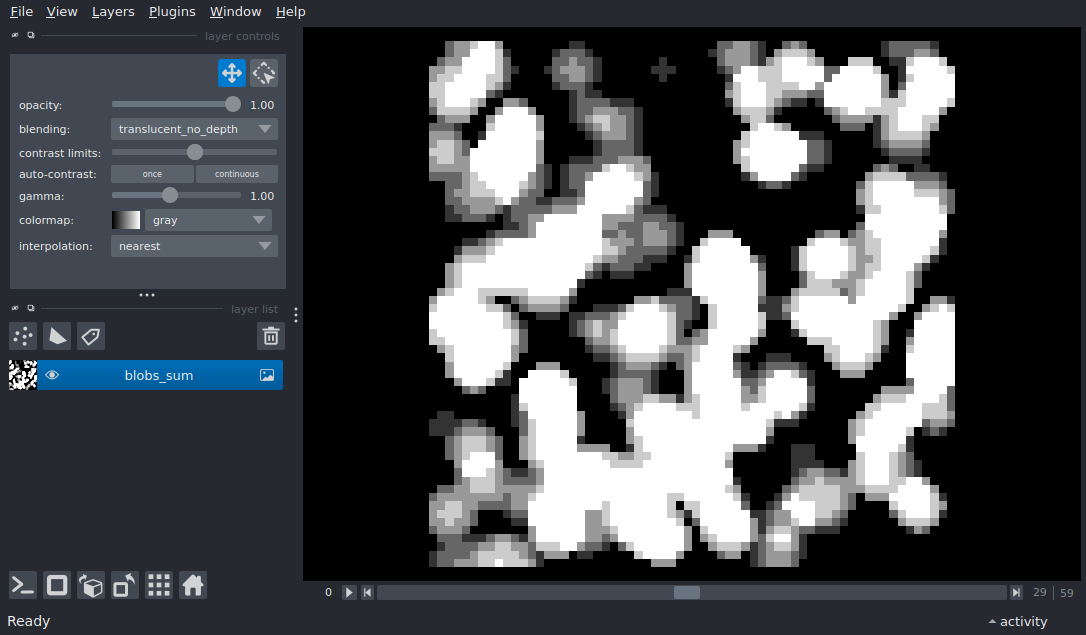 File View Layers Plugins Window Help
layer controls
opacity: 1.00
blending: translucent_no_depth
contrast limits:
auto-contrast: once continuous
gamma: 1.00
colormap: gray
interpolation: nearest
layer list
blobs_sum
0 29 59
Ready activity